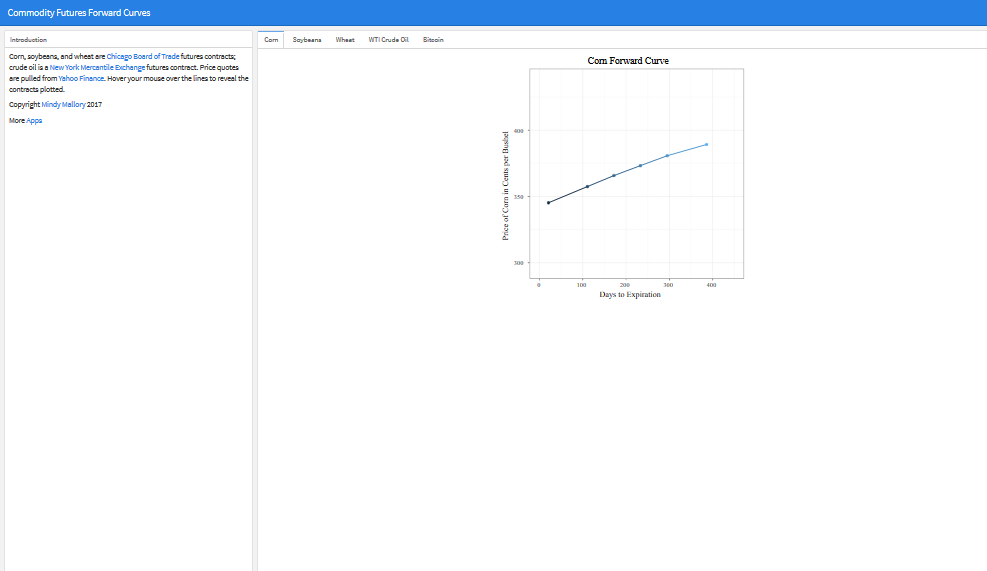 Commodity Futures Forward Curves
Introduction
Corn, soybeans, and wheat are Chicago Board of Trade futures contracts;
crude oil is a New York Mercantile Exchange futures contract. Price quotes
are pulled from Yahoo Finance. Hover your mouse over the lines to reveal the
contracts plotted.
Copyright Mindy Mallory 2017
More Apps
Corn Soybeans Wheat WTI Crude Oil Bitcoin
Corn Forward Curve
Price of Corn in Cents per Bushel
400
350
300
0 100 200 300 400
Days to Expiration